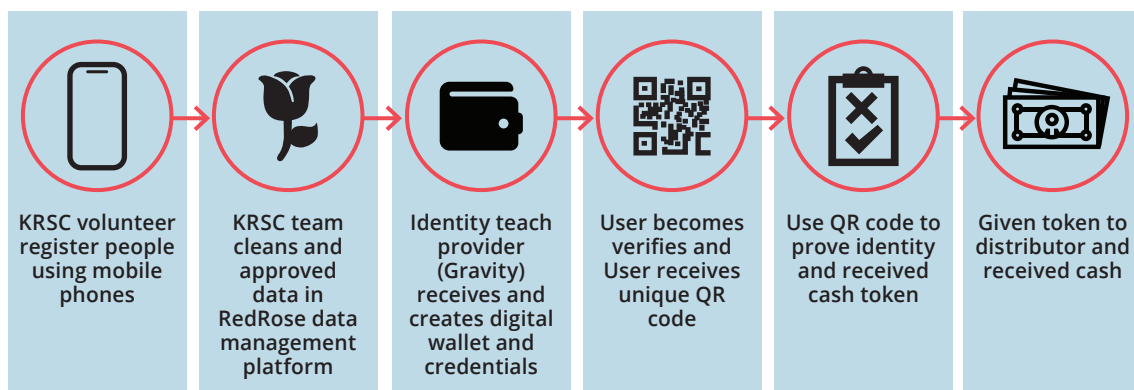 KRSC volunteer
register people
using mobile
phones
KRSC team
cleans and
approved
data in
RedRose data
management
platform
Identity teach
provider
(Gravity)
receives and
creates digital
wallet and
credentials
User becomes
verifies and
User receives
unique QR
code
Use QR code to
prove identity
and received
cash token
Given token to
distributor and
received cash